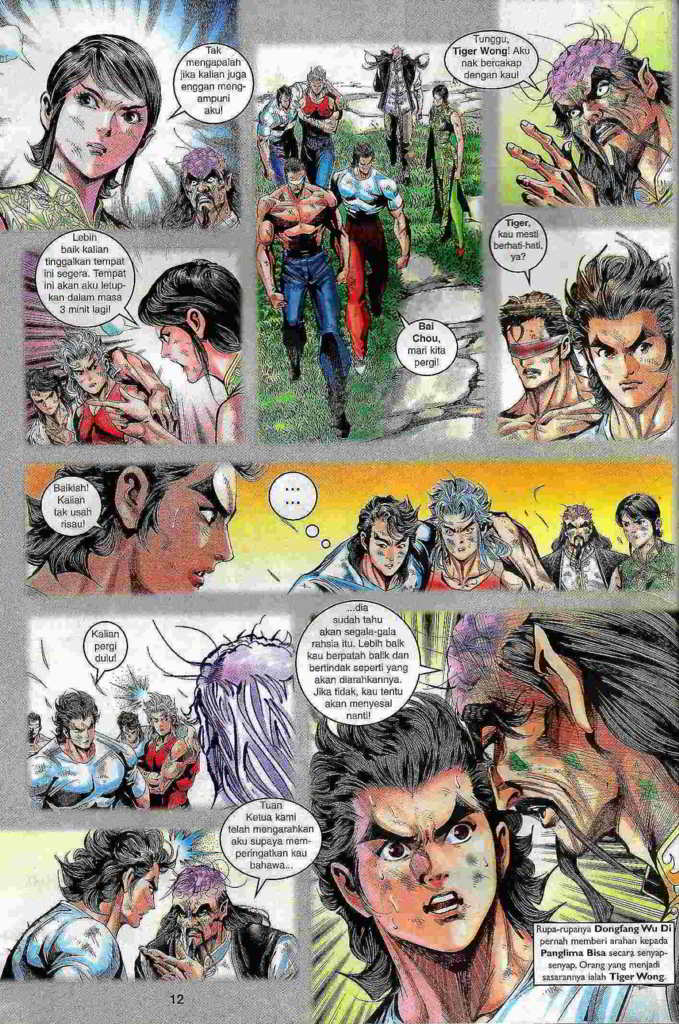 Tak
mengapalah
jika kalian juga
enggan meng-
ampuni
aku!
Lebih
baik kalian
tinggalkan tempat
ini segera. Tempat
ini akan aku letup-
kan dalam masa
3 minit lagi!
Bai
Chou,
mari kita
pergi!
Tunggu,
Tiger Wong! Aku
nak bercakap
dengan kau!
Tiger,
kau mesti
berhati-hati,
ya?
Baiklah!
Kalian
tak usah
risau!
...
...
Kalian
pergi
dulu!
Tuan
Ketua kami
telah mengarahkan
aku supaya mem-
peringatkan kau
bahawa...
...dia
sudah tahu
akan segala-gala
rahsia itu. Lebih baik
kau berpatah balik dan
bertindak seperti yang
diarahkannya.
Jika tidak, kau tentu
akan menyesal
nanti!
Rupa-rupanya Dongfang Wu Di
pernah memberi arahan kepada
Panglima Bisa secara senyap-
senyap. Orang yang menjadi
sasarannya ialah Tiger Wong.
12